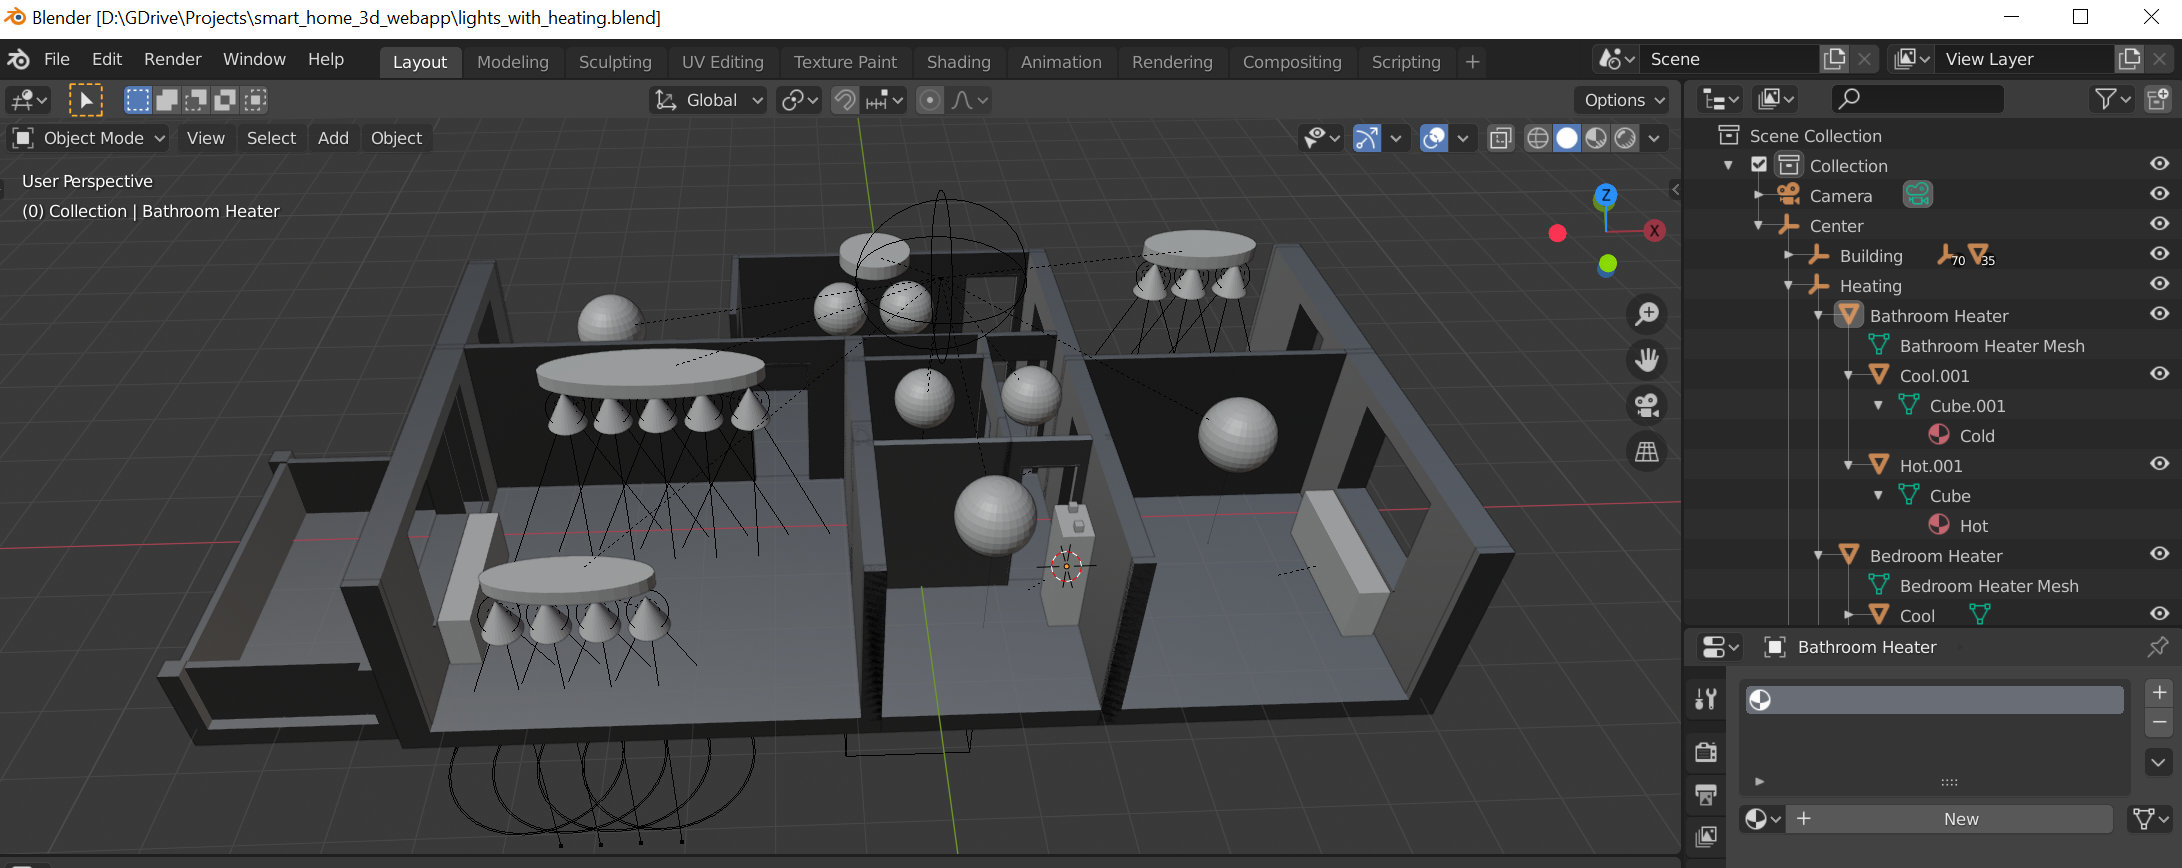 Blender [D:\GDrive\Projects\smart_home_3d_webapp\lights_with_heating.blend]
File Edit Render Window Help Layout Modeling Sculpting UV Editing Texture Paint Shading Animation Rendering Compositing Scripting + Scene View Layer
Global Options
Object Mode View Select Add Object
User Perspective
(0) Collection | Bathroom Heater
Z
X
Scene Collection
Collection
Camera
Center
Building 70 35
Heating
Bathroom Heater
Bathroom Heater Mesh
Cool.001
Cube.001
Cold
Hot.001
Cube
Hot
Bedroom Heater
Bedroom Heater Mesh
Cool
Bathroom Heater
New